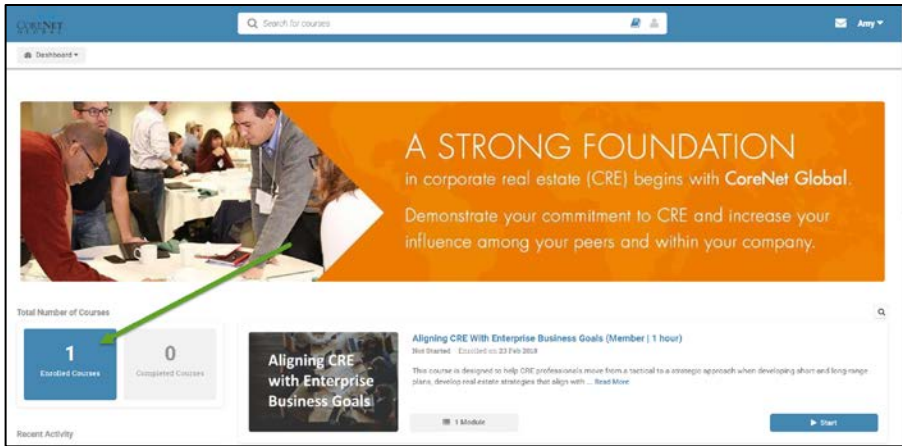 CORENET
GLOBAL
Search for courses
Amy
Dashboard
A STRONG FOUNDATION
in corporate real estate (CRE) begins with CoreNet Global.
Demonstrate your commitment to CRE and increase your
influence among your peers and within your company.
Total Number of Courses
1
Enrolled Courses
0
Completed Courses
Aligning CRE
with Enterprise
Business Goals
Aligning CRE With Enterprise Business Goals (Member | 1 hour)
Not Started Enrolled on 23 Feb 2018
This course is designed to help CRE professionals move from a tactical to a strategic approach when developing short and long-range
plans, develop real estate strategies that align with ... Read More
1 Module
Start
Recent Activity